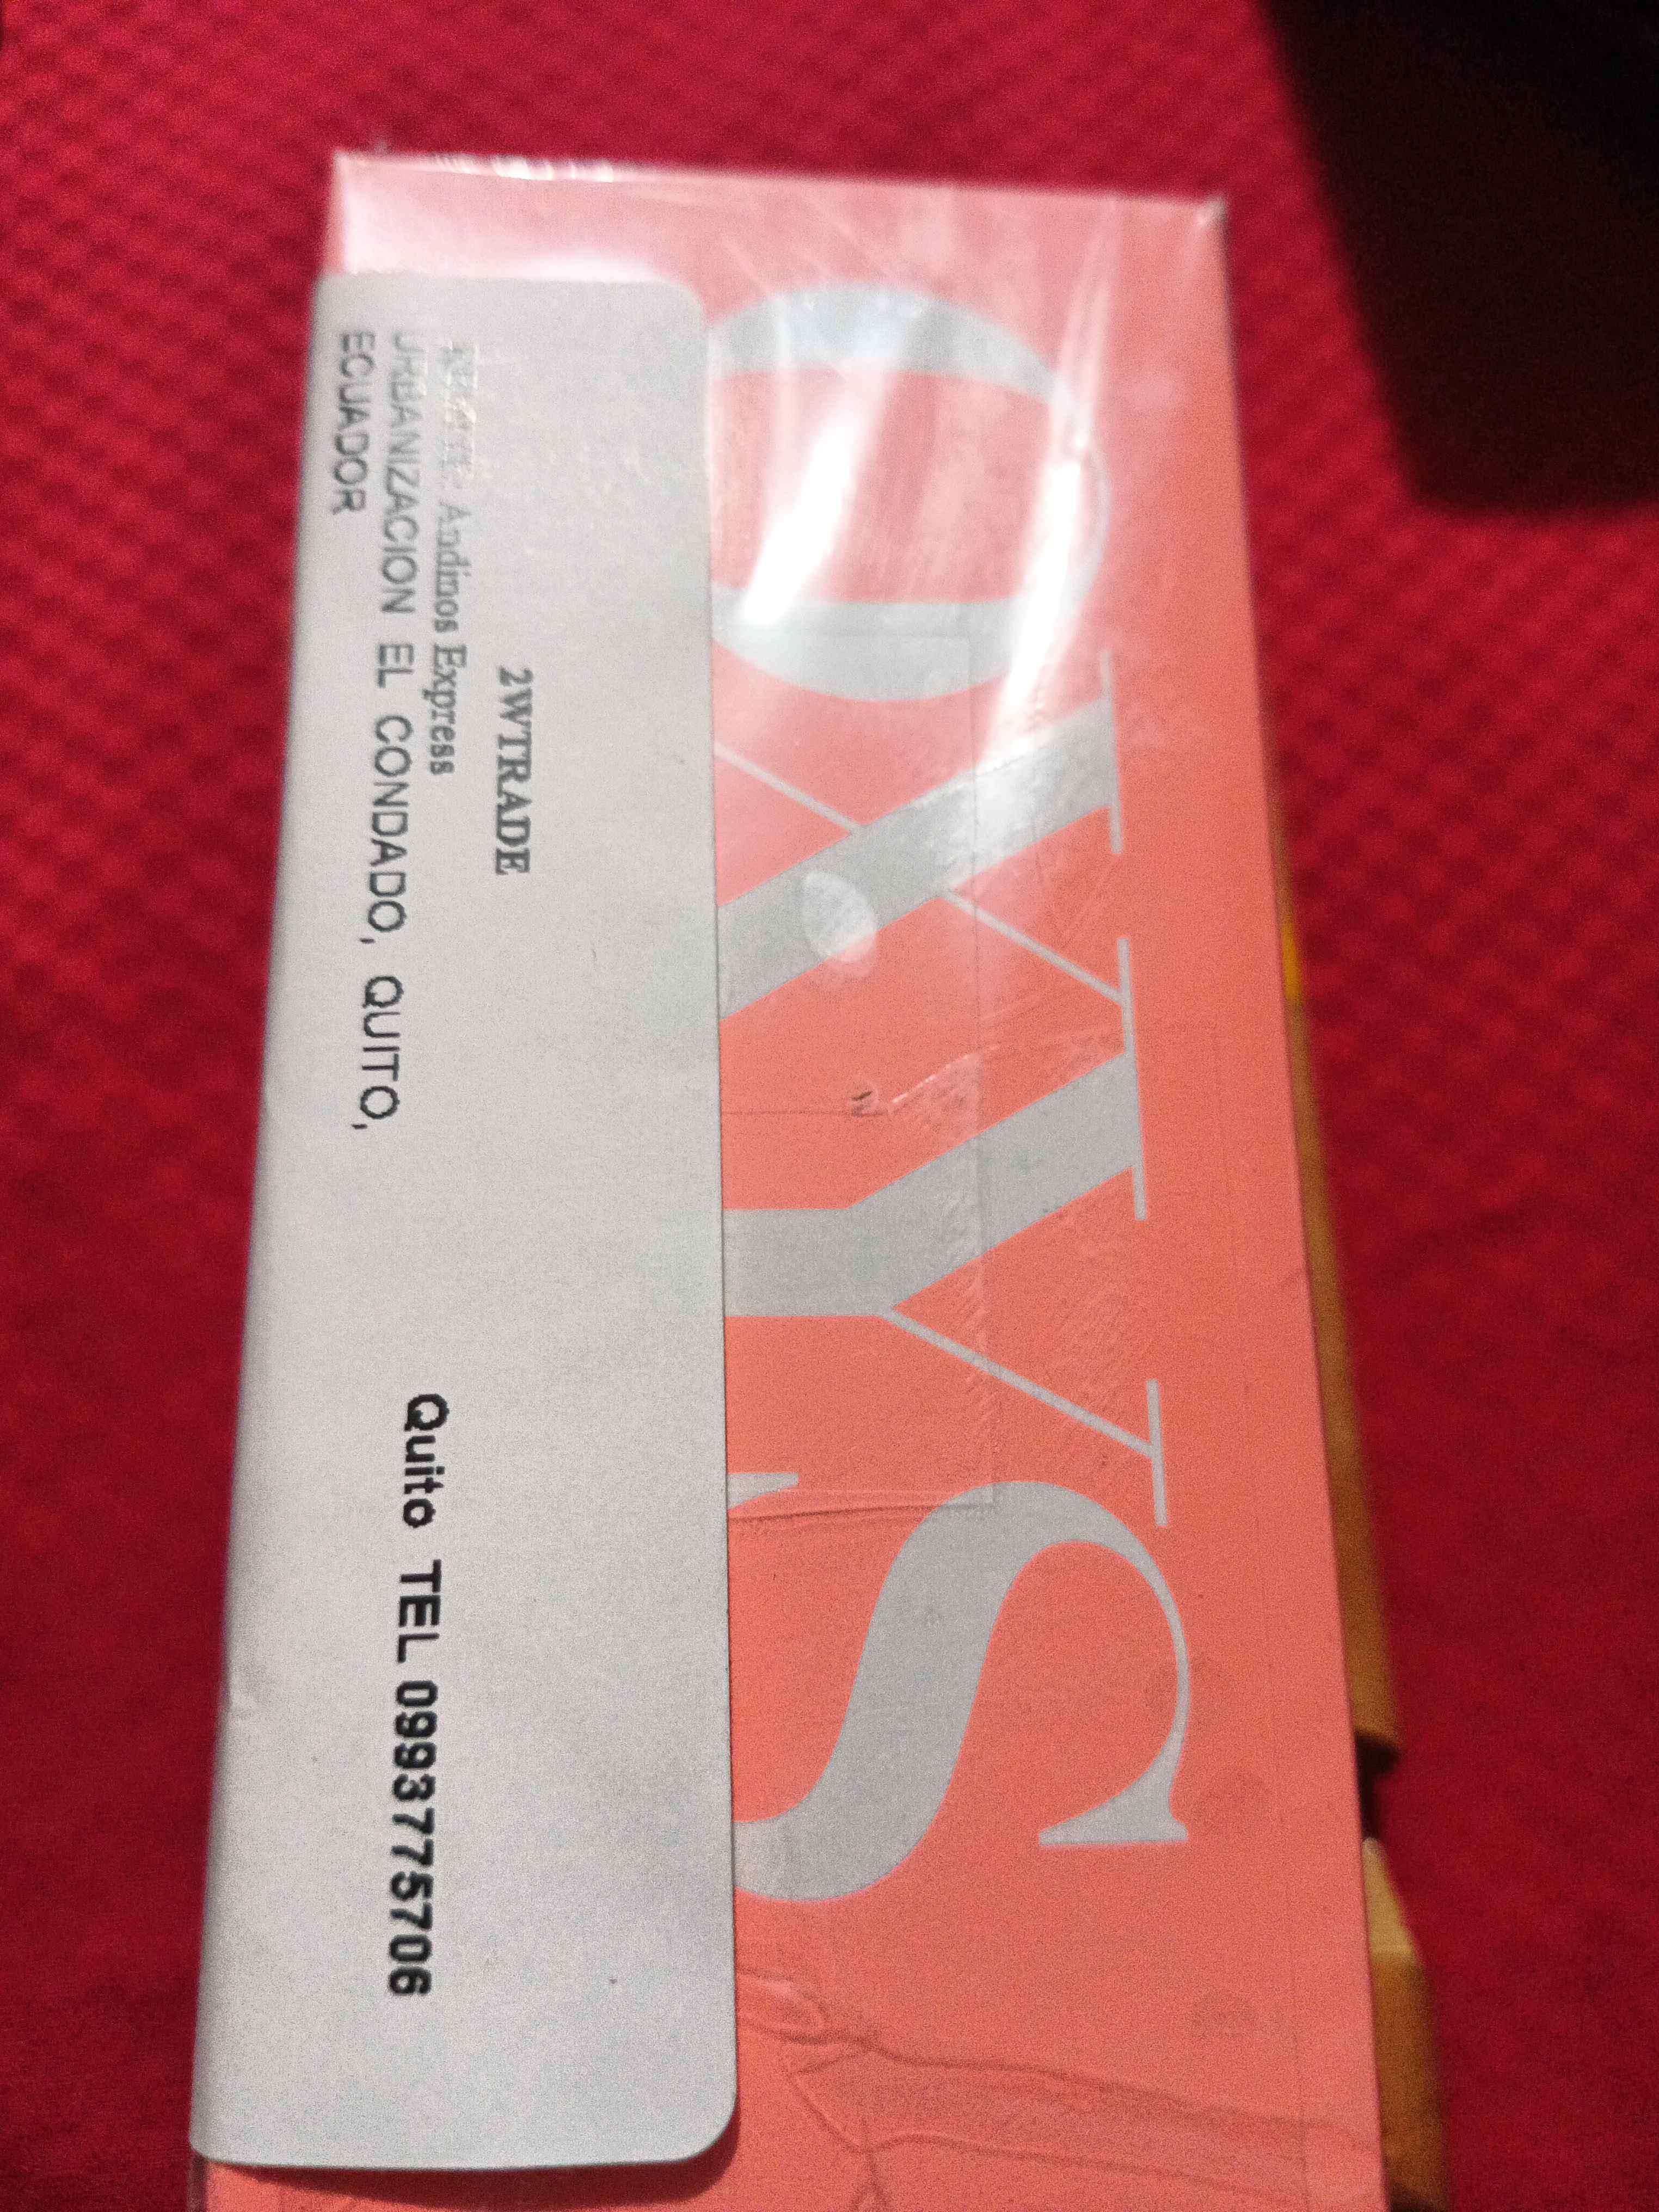 2WTRADE
Andinos Express
URBANIZACION EL CONDADO, QUITO,
ECUADOR
Quito TEL 0993775706
OXYS